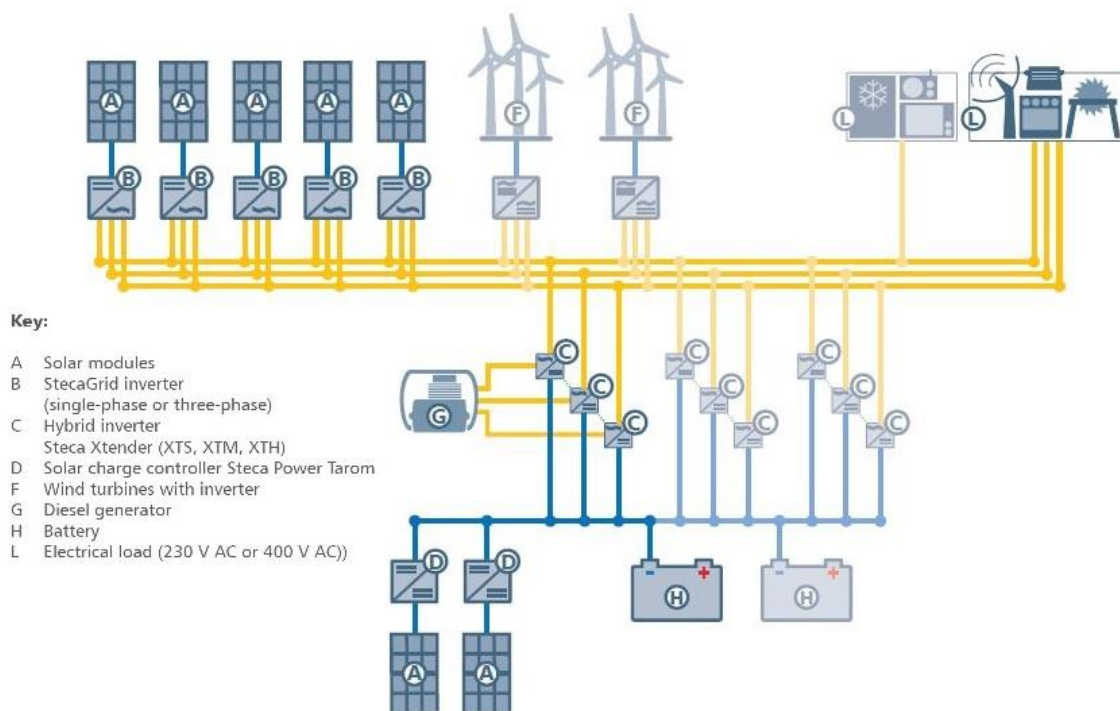 A A A A A F F L L
B B B B B
C C C
C C C
G C C C
D D
H H
A A
Key:
A Solar modules
B StecaGrid inverter
(single-phase or three-phase)
C Hybrid inverter
Steca Xtender (XTS, XTM, XTH)
D Solar charge controller Steca Power Tarom
F Wind turbines with inverter
G Diesel generator
H Battery
L Electrical load (230 V AC or 400 V AC))